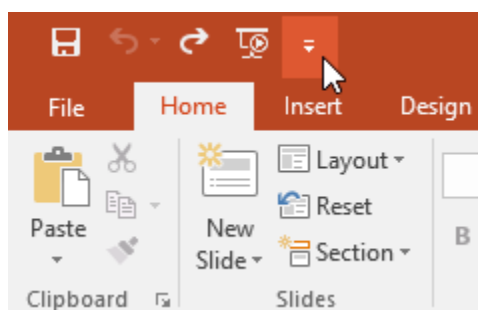 File Home Insert Design
Layout
Reset
Section
Paste
New
Slide
B
Clipboard Slides